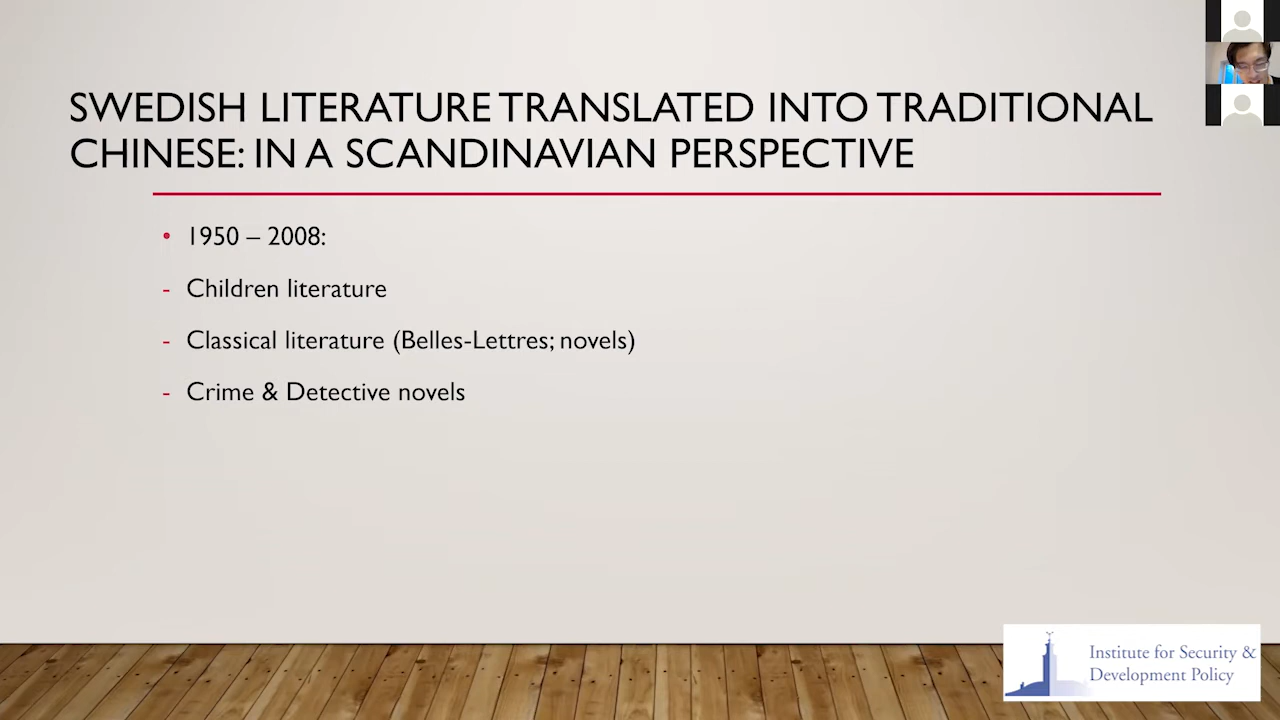 SWEDISH LITERATURE TRANSLATED INTO TRADITIONAL
CHINESE: IN A SCANDINAVIAN PERSPECTIVE
• 1950 – 2008:
- Children literature
- Classical literature (Belles-Lettres; novels)
- Crime & Detective novels
Institute for Security &
Development Policy